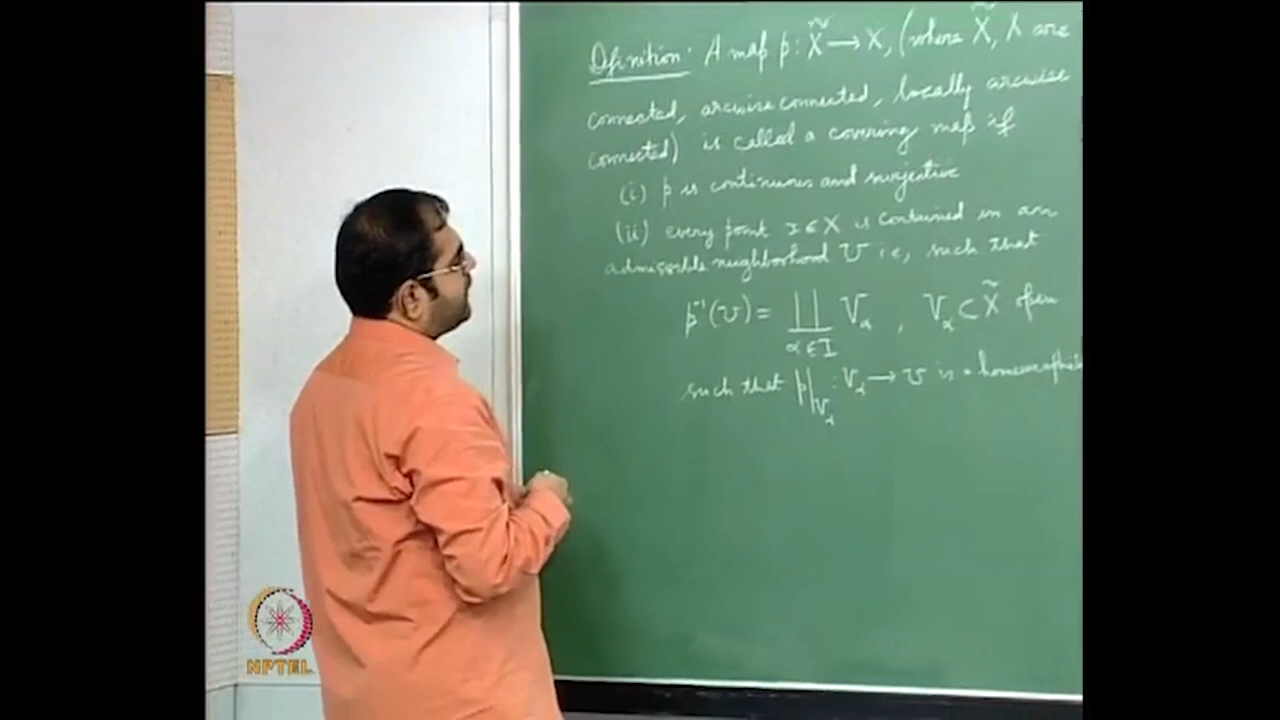 Definition: A map p: X̃ → X, (where X̃, X are
connected, arcwise connected, locally arcwise
connected) is called a covering map if
(i) p is continuous and surjective
(ii) every point x ∈ X is contained in an
admissible neighborhood U ie, such that
p⁻¹(U) = ∐_{α∈I} V_α , V_α ⊂ X̃ open
such that p|_{V_α} : V_α → U is a
NPTEL